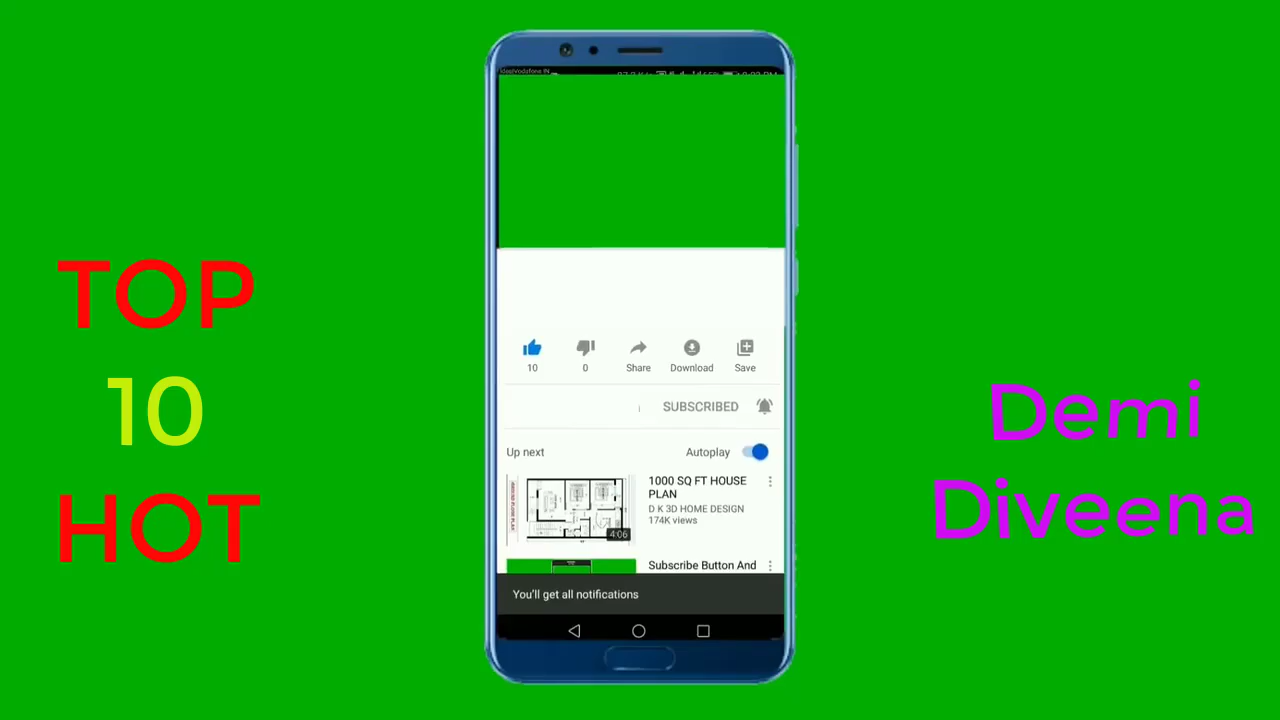 TOP
10
HOT
Demi
Diveena
10
0
Share
Download
Save
SUBSCRIBED
Up next
Autoplay
1000 SQ FT HOUSE
PLAN
D K 3D HOME DESIGN
174K views
4:06
Subscribe Button And
You'll get all notifications